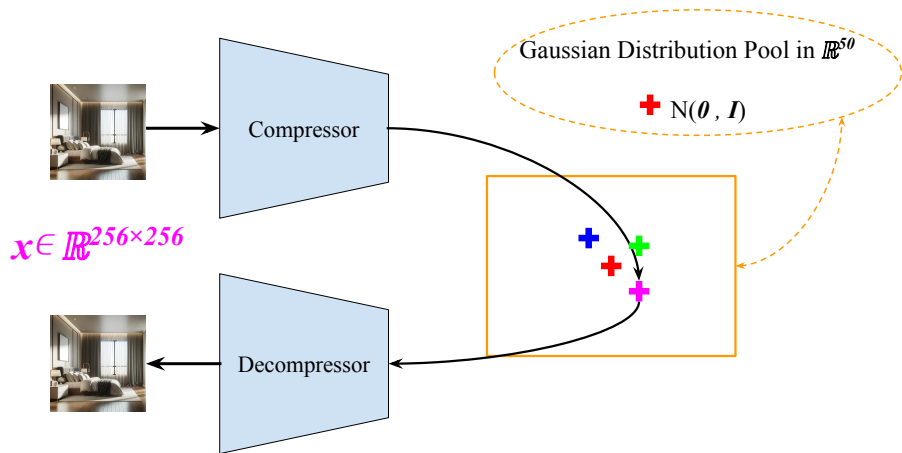 Gaussian Distribution Pool in ℝ⁵⁰
N(0 , I)
Compressor
x∈ ℝ²⁵⁶ˣ²⁵⁶
Decompressor